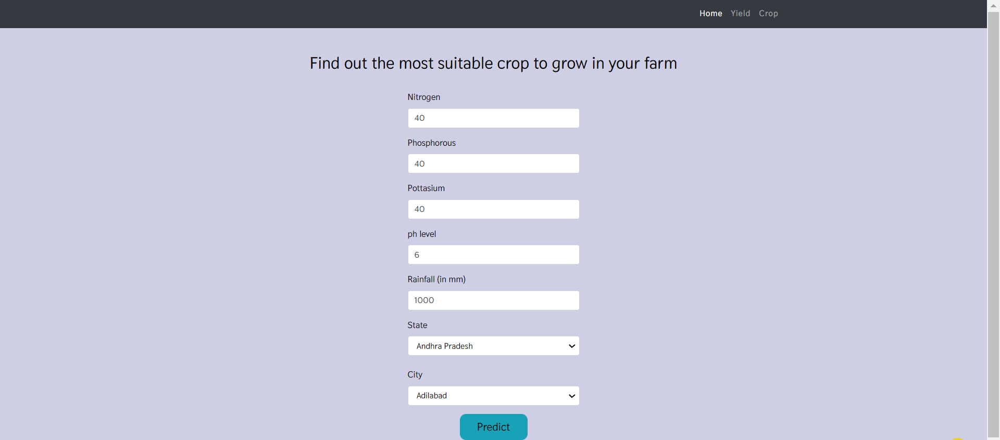 Home Yield Crop
Find out the most suitable crop to grow in your farm
Nitrogen
40
Phosphorous
40
Pottasium
40
ph level
6
Rainfall (in mm)
1000
State
Andhra Pradesh
City
Adilabad
Predict